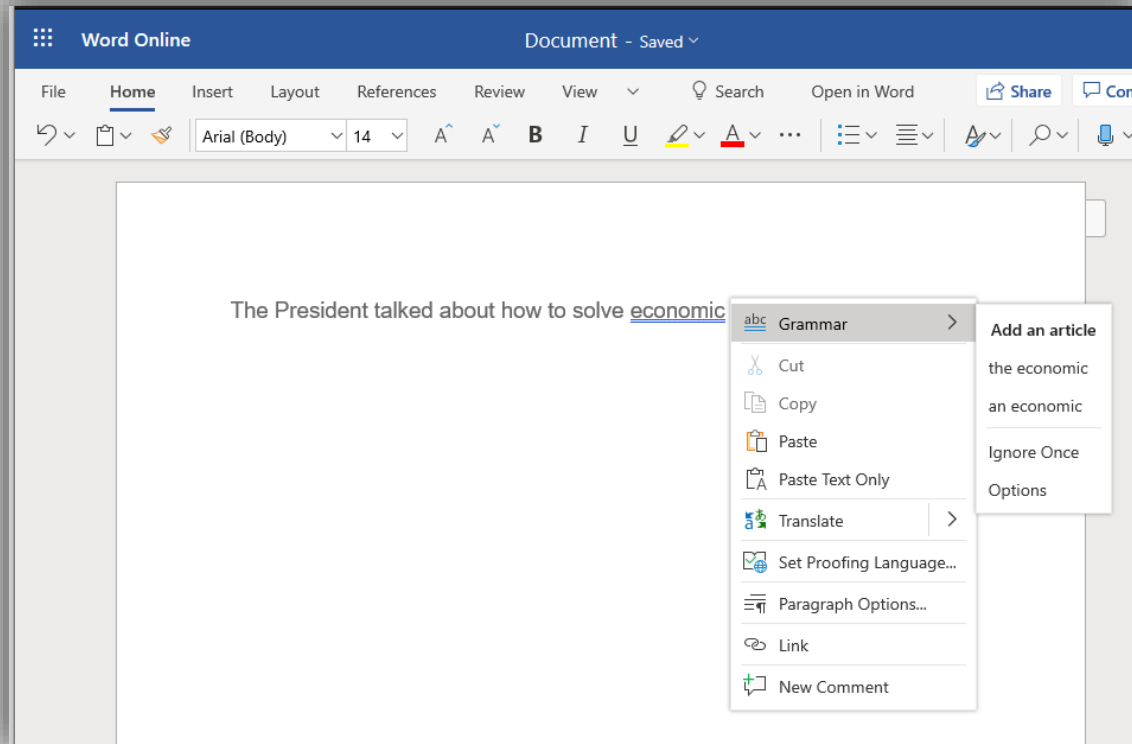 Word Online
Document - Saved
File Home Insert Layout References Review View Search Open in Word Share
Arial (Body) 14 A A B I U A
The President talked about how to solve economic
abc Grammar
Cut
Copy
Paste
Paste Text Only
Translate
Set Proofing Language...
Paragraph Options...
Link
New Comment
Add an article
the economic
an economic
Ignore Once
Options